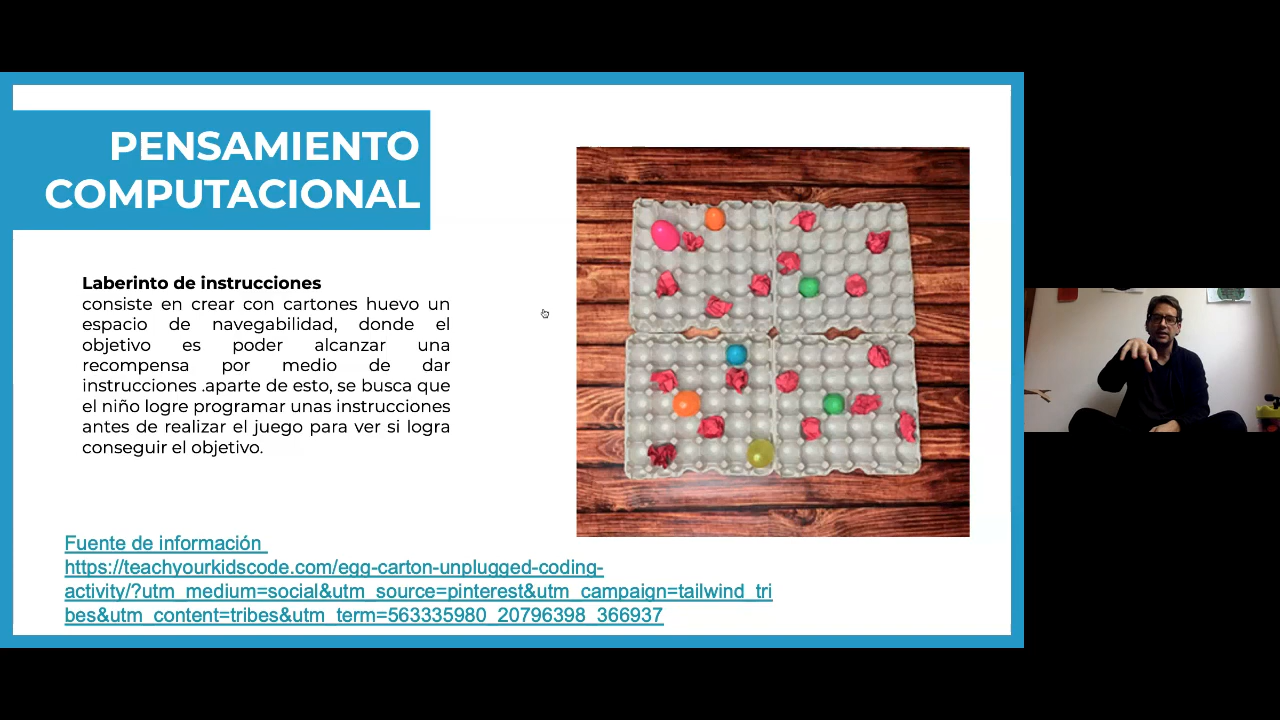 PENSAMIENTO
COMPUTACIONAL
Laberinto de instrucciones
consiste en crear con cartones huevo un
espacio de navegabilidad, donde el
objetivo es poder alcanzar una
recompensa por medio de dar
instrucciones .aparte de esto, se busca que
el niño logre programar unas instrucciones
antes de realizar el juego para ver si logra
conseguir el objetivo.
Fuente de información
https://teachyourkidscode.com/egg-carton-unplugged-coding-
activity/?utm_medium=social&utm_source=pinterest&utm_campaign=tailwind_tri
bes&utm_content=tribes&utm_term=563335980_20796398_366937